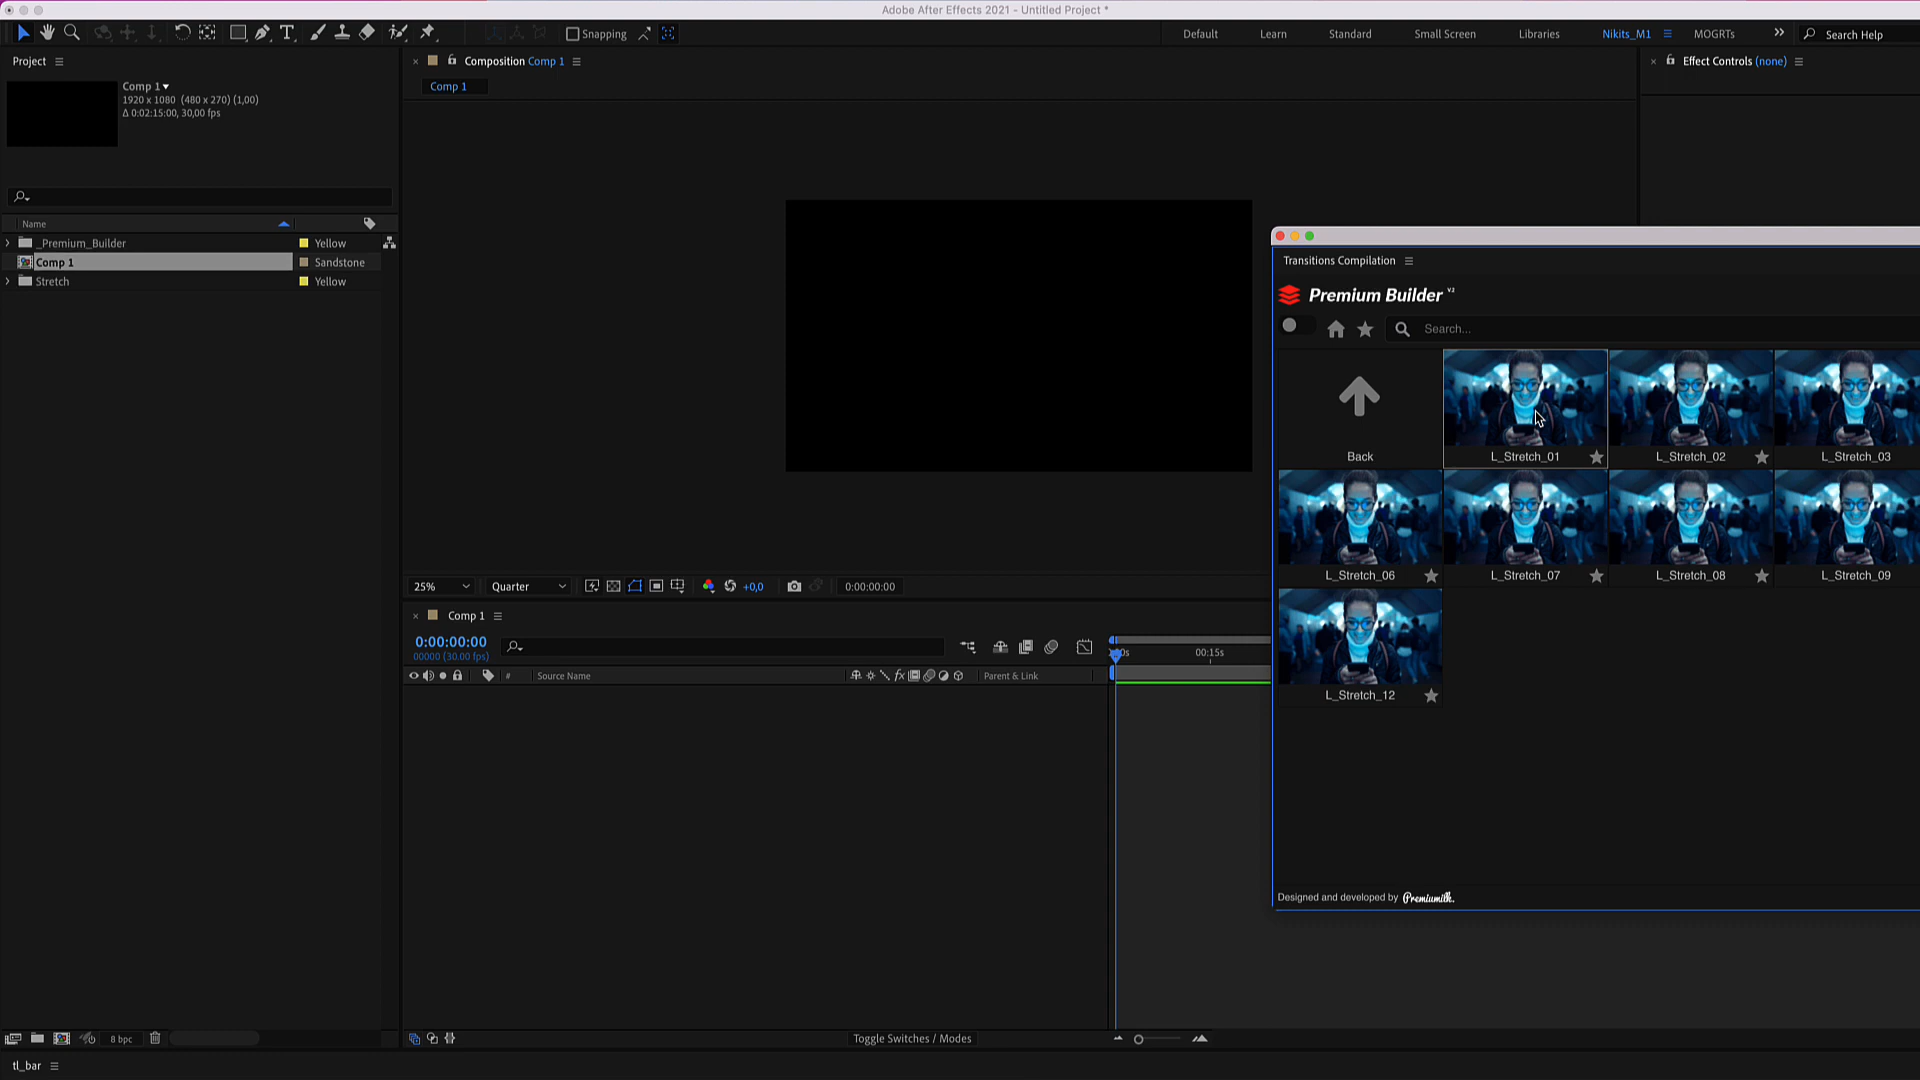 Adobe After Effects 2021 - Untitled Project *
Snapping
Default
Learn
Standard
Small Screen
Libraries
Nikits_M1
MOGRTs
Search Help
Project
Composition Comp 1
Effect Controls (none)
Comp 1
1920 x 1080 (480 x 270) (1,00)
Δ 0:02:15:00, 30,00 fps
Comp 1
Name
_Premium_Builder
Yellow
Comp 1
Sandstone
Stretch
Yellow
Transitions Compilation
Premium Builder V2
Search...
Back
L_Stretch_01
L_Stretch_02
L_Stretch_03
L_Stretch_06
L_Stretch_07
L_Stretch_08
L_Stretch_09
L_Stretch_12
Designed and developed by Premiumilk.
25%
Quarter
+0,0
0:00:00:00
Comp 1
0:00:00:00
00000 (30.00 fps)
00:15s
#
Source Name
Parent & Link
8 bpc
Toggle Switches / Modes
tl_bar